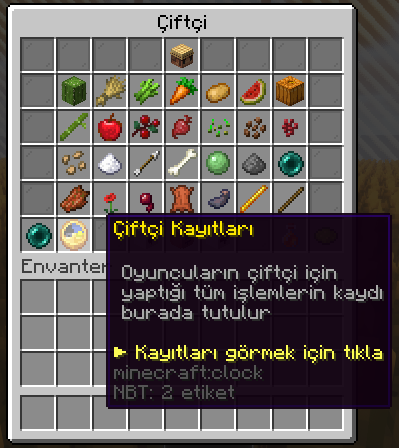 Çiftçi
Envanter
Çiftçi Kayıtları
Oyuncuların çiftçi için
yaptığı tüm işlemlerin kaydı
burada tutulur
► Kayıtları görmek için tıkla
minecraft:clock
NBT: 2 etiket